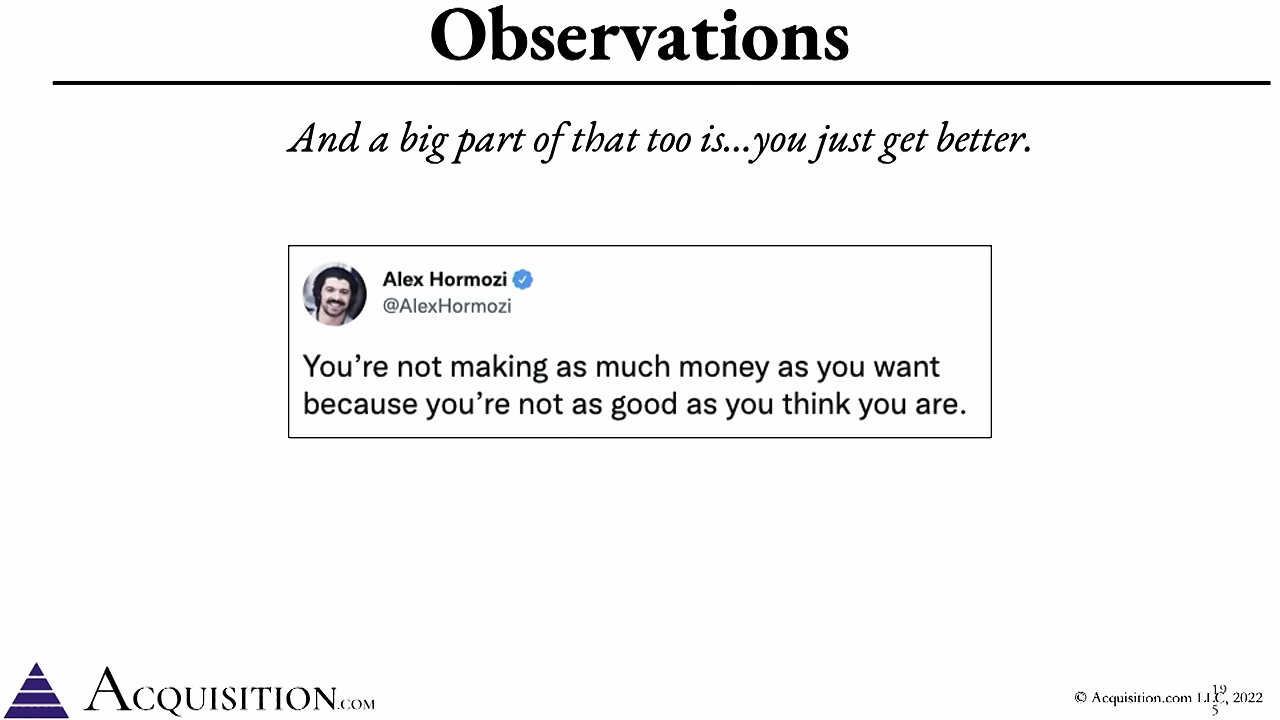 Observations
And a big part of that too is...you just get better.
Alex Hormozi
@AlexHormozi
You’re not making as much money as you want
because you’re not as good as you think you are.
ACQUISITION.COM
© Acquisition.com LLC, 2022
19
5